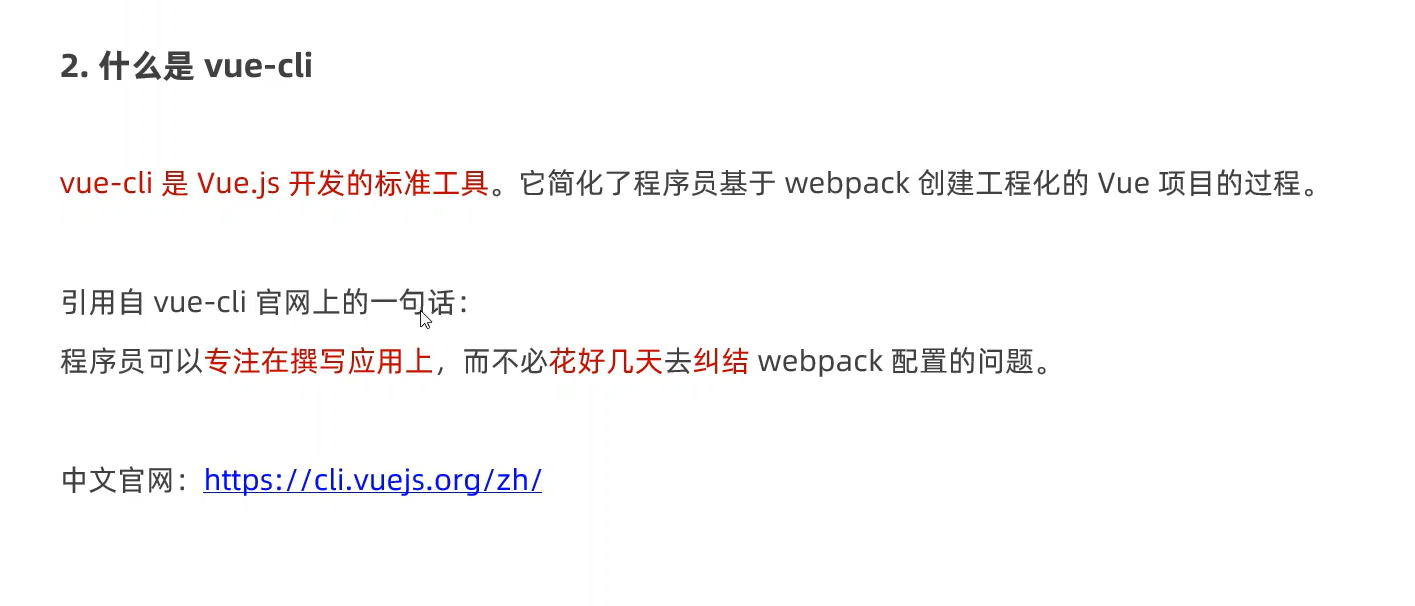 2. 什么是 vue-cli
vue-cli 是 Vue.js 开发的标准工具。它简化了程序员基于 webpack 创建工程化的 Vue 项目的过程。
引用自 vue-cli 官网上的一句话：
程序员可以专注在撰写应用上，而不必花好几天去纠结 webpack 配置的问题。
中文官网：https://cli.vuejs.org/zh/